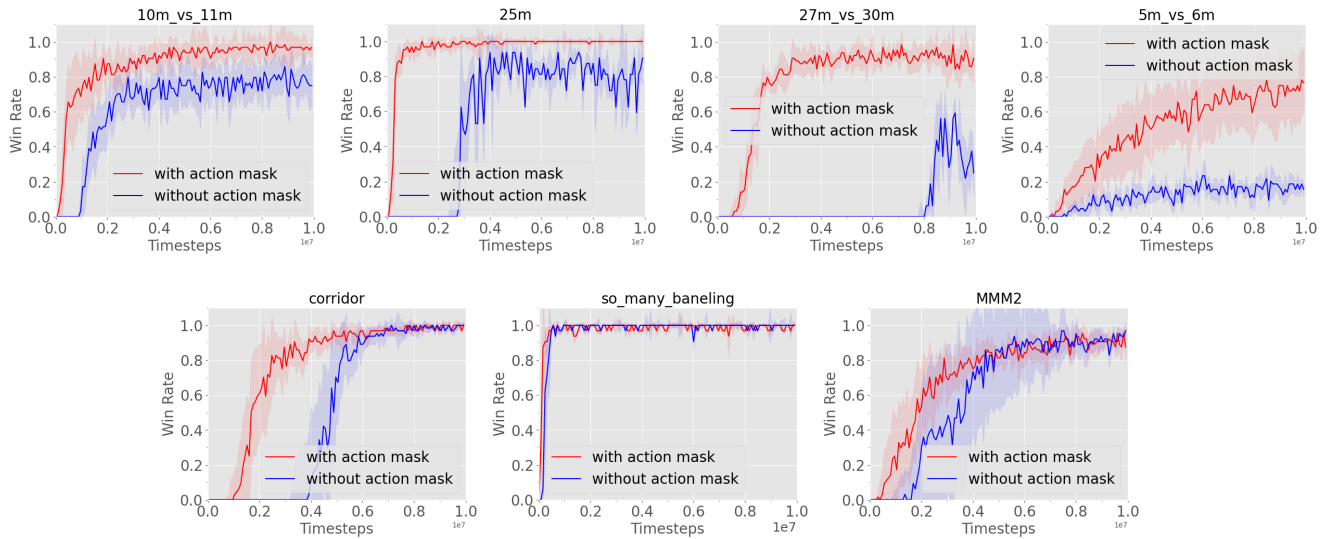 10m_vs_11m
1.0
0.8
0.6
0.4
0.2
0.0
Win Rate
with action mask
without action mask
0.0 0.2 0.4 0.6 0.8 1.0
Timesteps
1e7
25m
1.0
0.8
0.6
0.4
0.2
0.0
Win Rate
with action mask
without action mask
0.0 0.2 0.4 0.6 0.8 1.0
Timesteps
1e7
27m_vs_30m
1.0
0.8
0.6
0.4
0.2
0.0
Win Rate
with action mask
without action mask
0.0 0.2 0.4 0.6 0.8 1.0
Timesteps
1e7
5m_vs_6m
1.0
0.8
0.6
0.4
0.2
0.0
Win Rate
with action mask
without action mask
0.0 0.2 0.4 0.6 0.8 1.0
Timesteps
1e7
corridor
1.0
0.8
0.6
0.4
0.2
0.0
Win Rate
with action mask
without action mask
0.0 0.2 0.4 0.6 0.8 1.0
Timesteps
1e7
so_many_baneling
1.0
0.8
0.6
0.4
0.2
0.0
Win Rate
with action mask
without action mask
0.0 0.2 0.4 0.6 0.8 1.0
Timesteps
1e7
MMM2
1.0
0.8
0.6
0.4
0.2
0.0
Win Rate
with action mask
without action mask
0.0 0.2 0.4 0.6 0.8 1.0
Timesteps
1e7